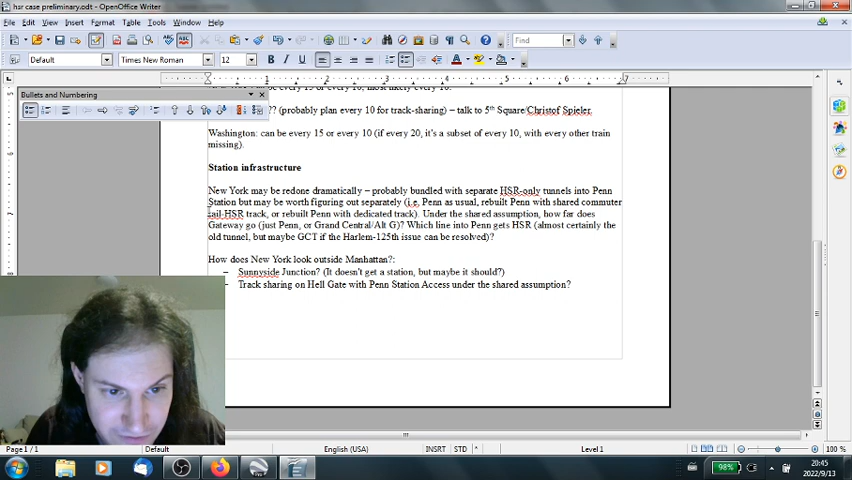 hsr case preliminary.odt - OpenOffice Writer
File Edit View Insert Format Table Tools Window Help
Find
Default Times New Roman 12
Bullets and Numbering
?? (probably plan every 10 for track-sharing) – talk to 5th Square/Christof Spieler.
Washington: can be every 15 or every 10 (if every 20, it's a subset of every 10, with every other train
missing).
Station infrastructure
New York may be redone dramatically – probably bundled with separate HSR-only tunnels into Penn
Station but may be worth figuring out separately (i.e, Penn as usual, rebuilt Penn with shared commuter
rail-HSR track, or rebuilt Penn with dedicated track). Under the shared assumption, how far does
Gateway go (just Penn, or Grand Central/Alt G)? Which line into Penn gets HSR (almost certainly the
old tunnel, but maybe GCT if the Harlem-125th issue can be resolved)?
How does New York look outside Manhattan?:
– Sunnyside Junction? (It doesn't get a station, but maybe it should?)
– Track sharing on Hell Gate with Penn Station Access under the shared assumption?
Page 1 / 1 Default English (USA) INSRT STD * Level 1 100 %
98% 20:45
2022/9/13